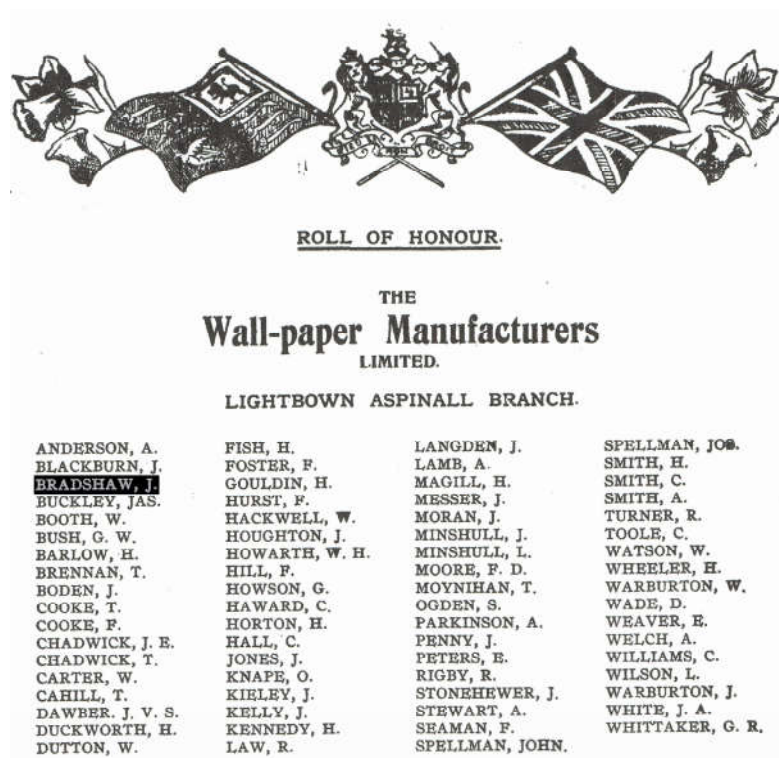 ROLL OF HONOUR.
THE
Wall-paper Manufacturers
LIMITED.
LIGHTBOWN ASPINALL BRANCH.
ANDERSON, A.
BLACKBURN, J.
BRADSHAW, J.
BUCKLEY, JAS.
BOOTH, W.
BUSH, G. W.
BARLOW, H.
BRENNAN, T.
BODEN, J.
COOKE, T.
COOKE, F.
CHADWICK, J. E.
CHADWICK, T.
CARTER, W.
CAHILL, T.
DAWBER. J. V. S.
DUCKWORTH, H.
DUTTON, W.
FISH, H.
FOSTER, F.
GOULDIN, H.
HURST, F.
HACKWELL, W.
HOUGHTON, J.
HOWARTH, W. H.
HILL, F.
HOWSON, G.
HAWARD, C.
HORTON, H.
HALL, C.
JONES, J.
KNAPE, O.
KIELEY, J.
KELLY, J.
KENNEDY, H.
LAW, R.
LANGDEN, J.
LAMB, A.
MAGILL, H.
MESSER, J.
MORAN, J.
MINSHULL, J.
MINSHULL, L.
MOORE, F. D.
MOYNIHAN, T.
OGDEN, S.
PARKINSON, A.
PENNY, J.
PETERS, E.
RIGBY, R.
STONEHEWER, J.
STEWART, A.
SEAMAN, F.
SPELLMAN, JOHN.
SPELLMAN, JOS.
SMITH, H.
SMITH, C.
SMITH, A.
TURNER, R.
TOOLE, C.
WATSON, W.
WHEELER, H.
WARBURTON, W.
WADE, D.
WEAVER, E.
WELCH, A.
WILLIAMS, C.
WILSON, L.
WARBURTON, J.
WHITE, J. A.
WHITTAKER, G. R.